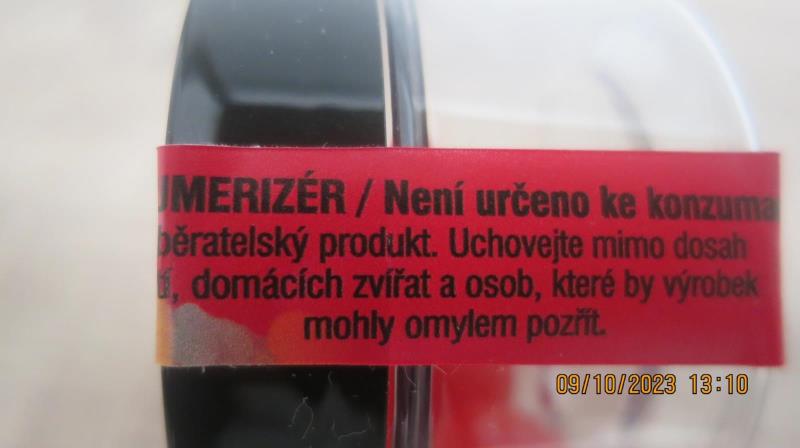 UMERIZÉR / Není určeno ke konzuma
běratelský produkt. Uchovejte mimo dosah
tí, domácích zvířat a osob, které by výrobek
mohly omylem pozřít.
09/10/2023 13:10